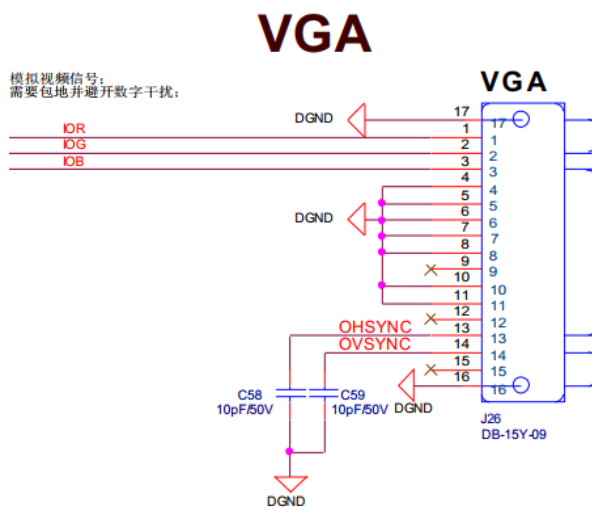 VGA
模拟视频信号:
需要包地并避开数字干扰:
VGA
DGND
17
17
IOR
1
1
IOG
2
2
IOB
3
3
4
4
5
5
DGND
6
6
7
7
8
8
9
9
10
10
11
11
12
12
OHSYNC
13
13
OVSYNC
14
14
15
15
16
16
C58
10pF/50V
C59
10pF/50V
DGND
J26
DB-15Y-09
DGND